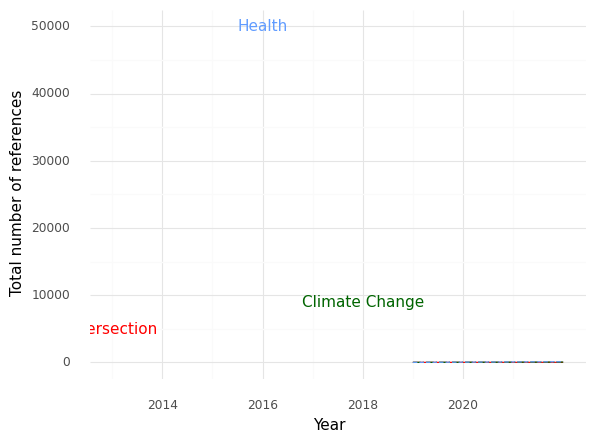 50000
Health
40000
30000
20000
10000
Climate Change
ersection
0
2014
2016
2018
2020
Year
Total number of references